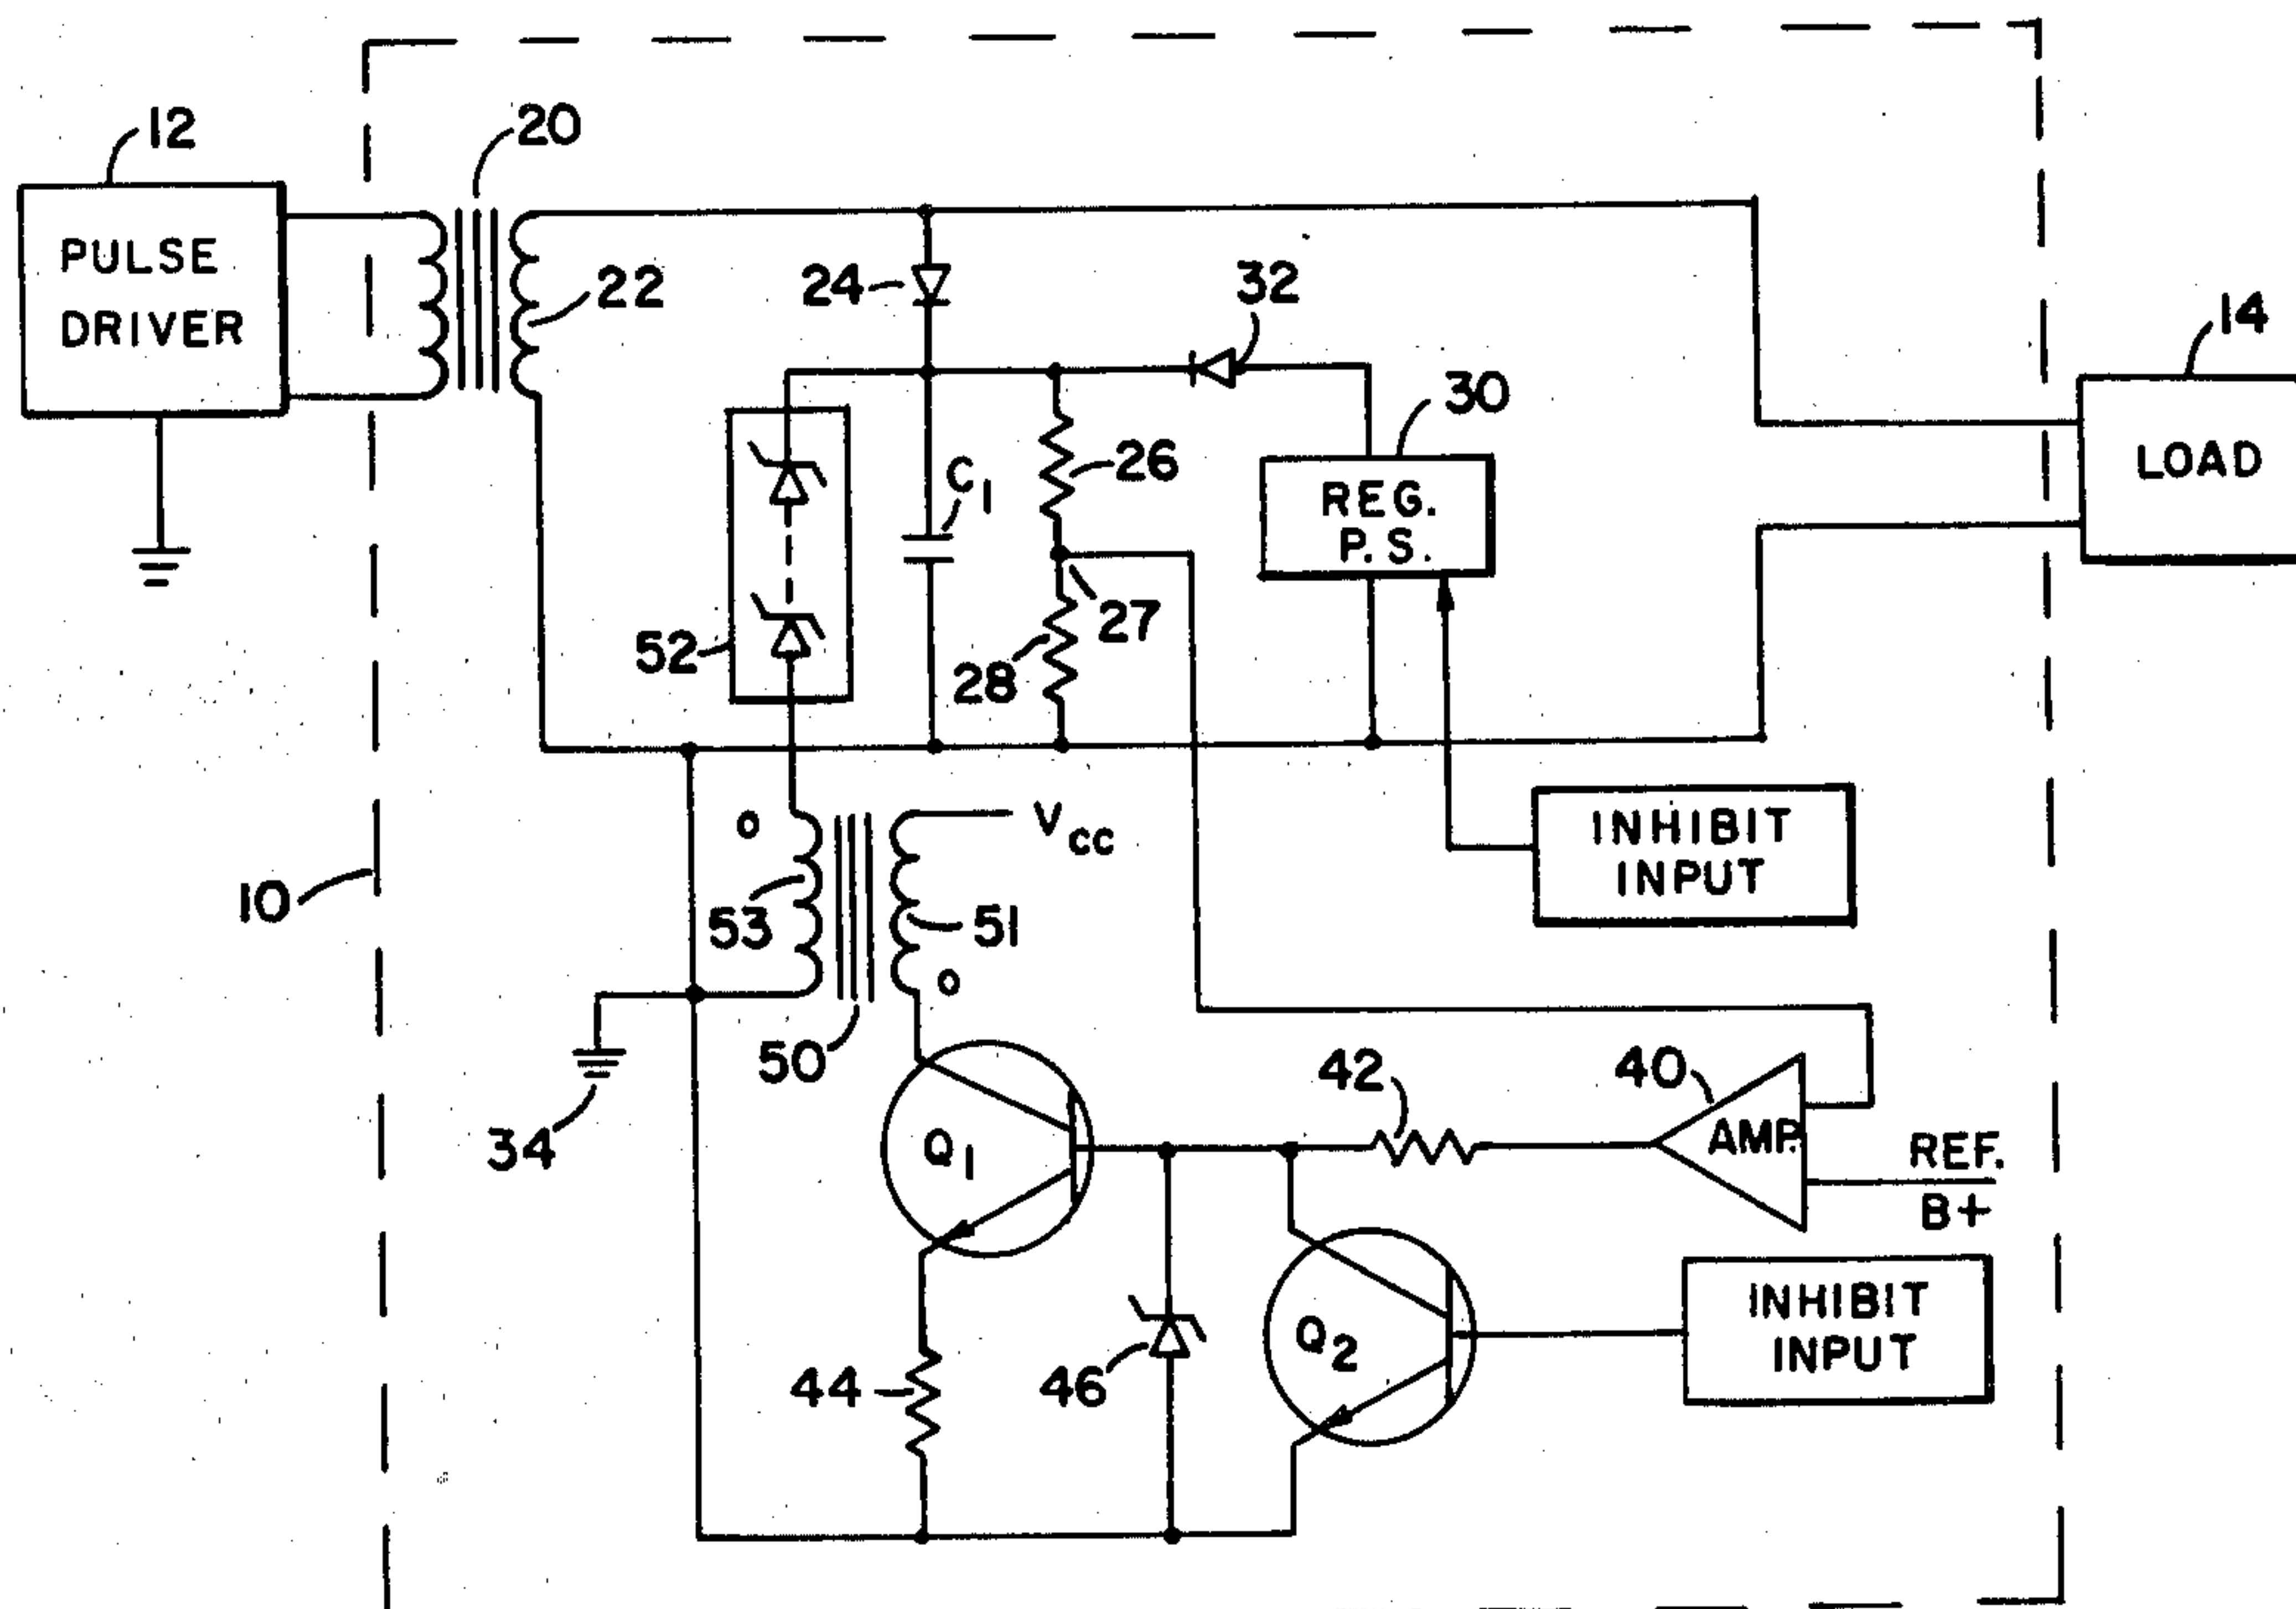 12
20
PULSE
DRIVER
22
24
32
14
30
26
C1
LOAD
REG.
P.S.
27
52
28
INHIBIT
INPUT
o
Vcc
10
53
51
o
50
42
40
34
Q1
AMP.
REF.
B+
INHIBIT
INPUT
Q2
44
46